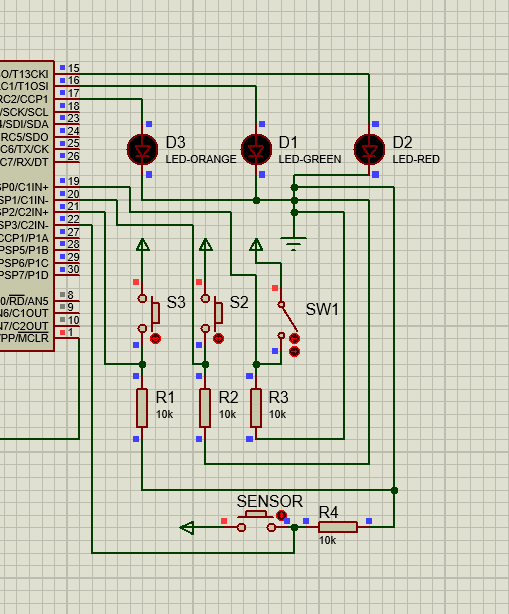 O/T13CKI 15
C1/T1OSI 16
RC2/CCP1 17
/SCK/SCL 18
4/SDI/SDA 23
RC5/SDO 24
C6/TX/CK 25
C7/RX/DT 26
SP0/C1IN+ 19
SP1/C1IN- 20
SP2/C2IN+ 21
SP3/C2IN- 22
CCP1/P1A 27
PSP5/P1B 28
PSP6/P1C 29
PSP7/P1D 30
0/RD/AN5 8
N6/C1OUT 9
N7/C2OUT 10
/PP/MCLR 1
D3
LED-ORANGE
D1
LED-GREEN
D2
LED-RED
S3
S2
SW1
R1
10k
R2
10k
R3
10k
SENSOR
R4
10k